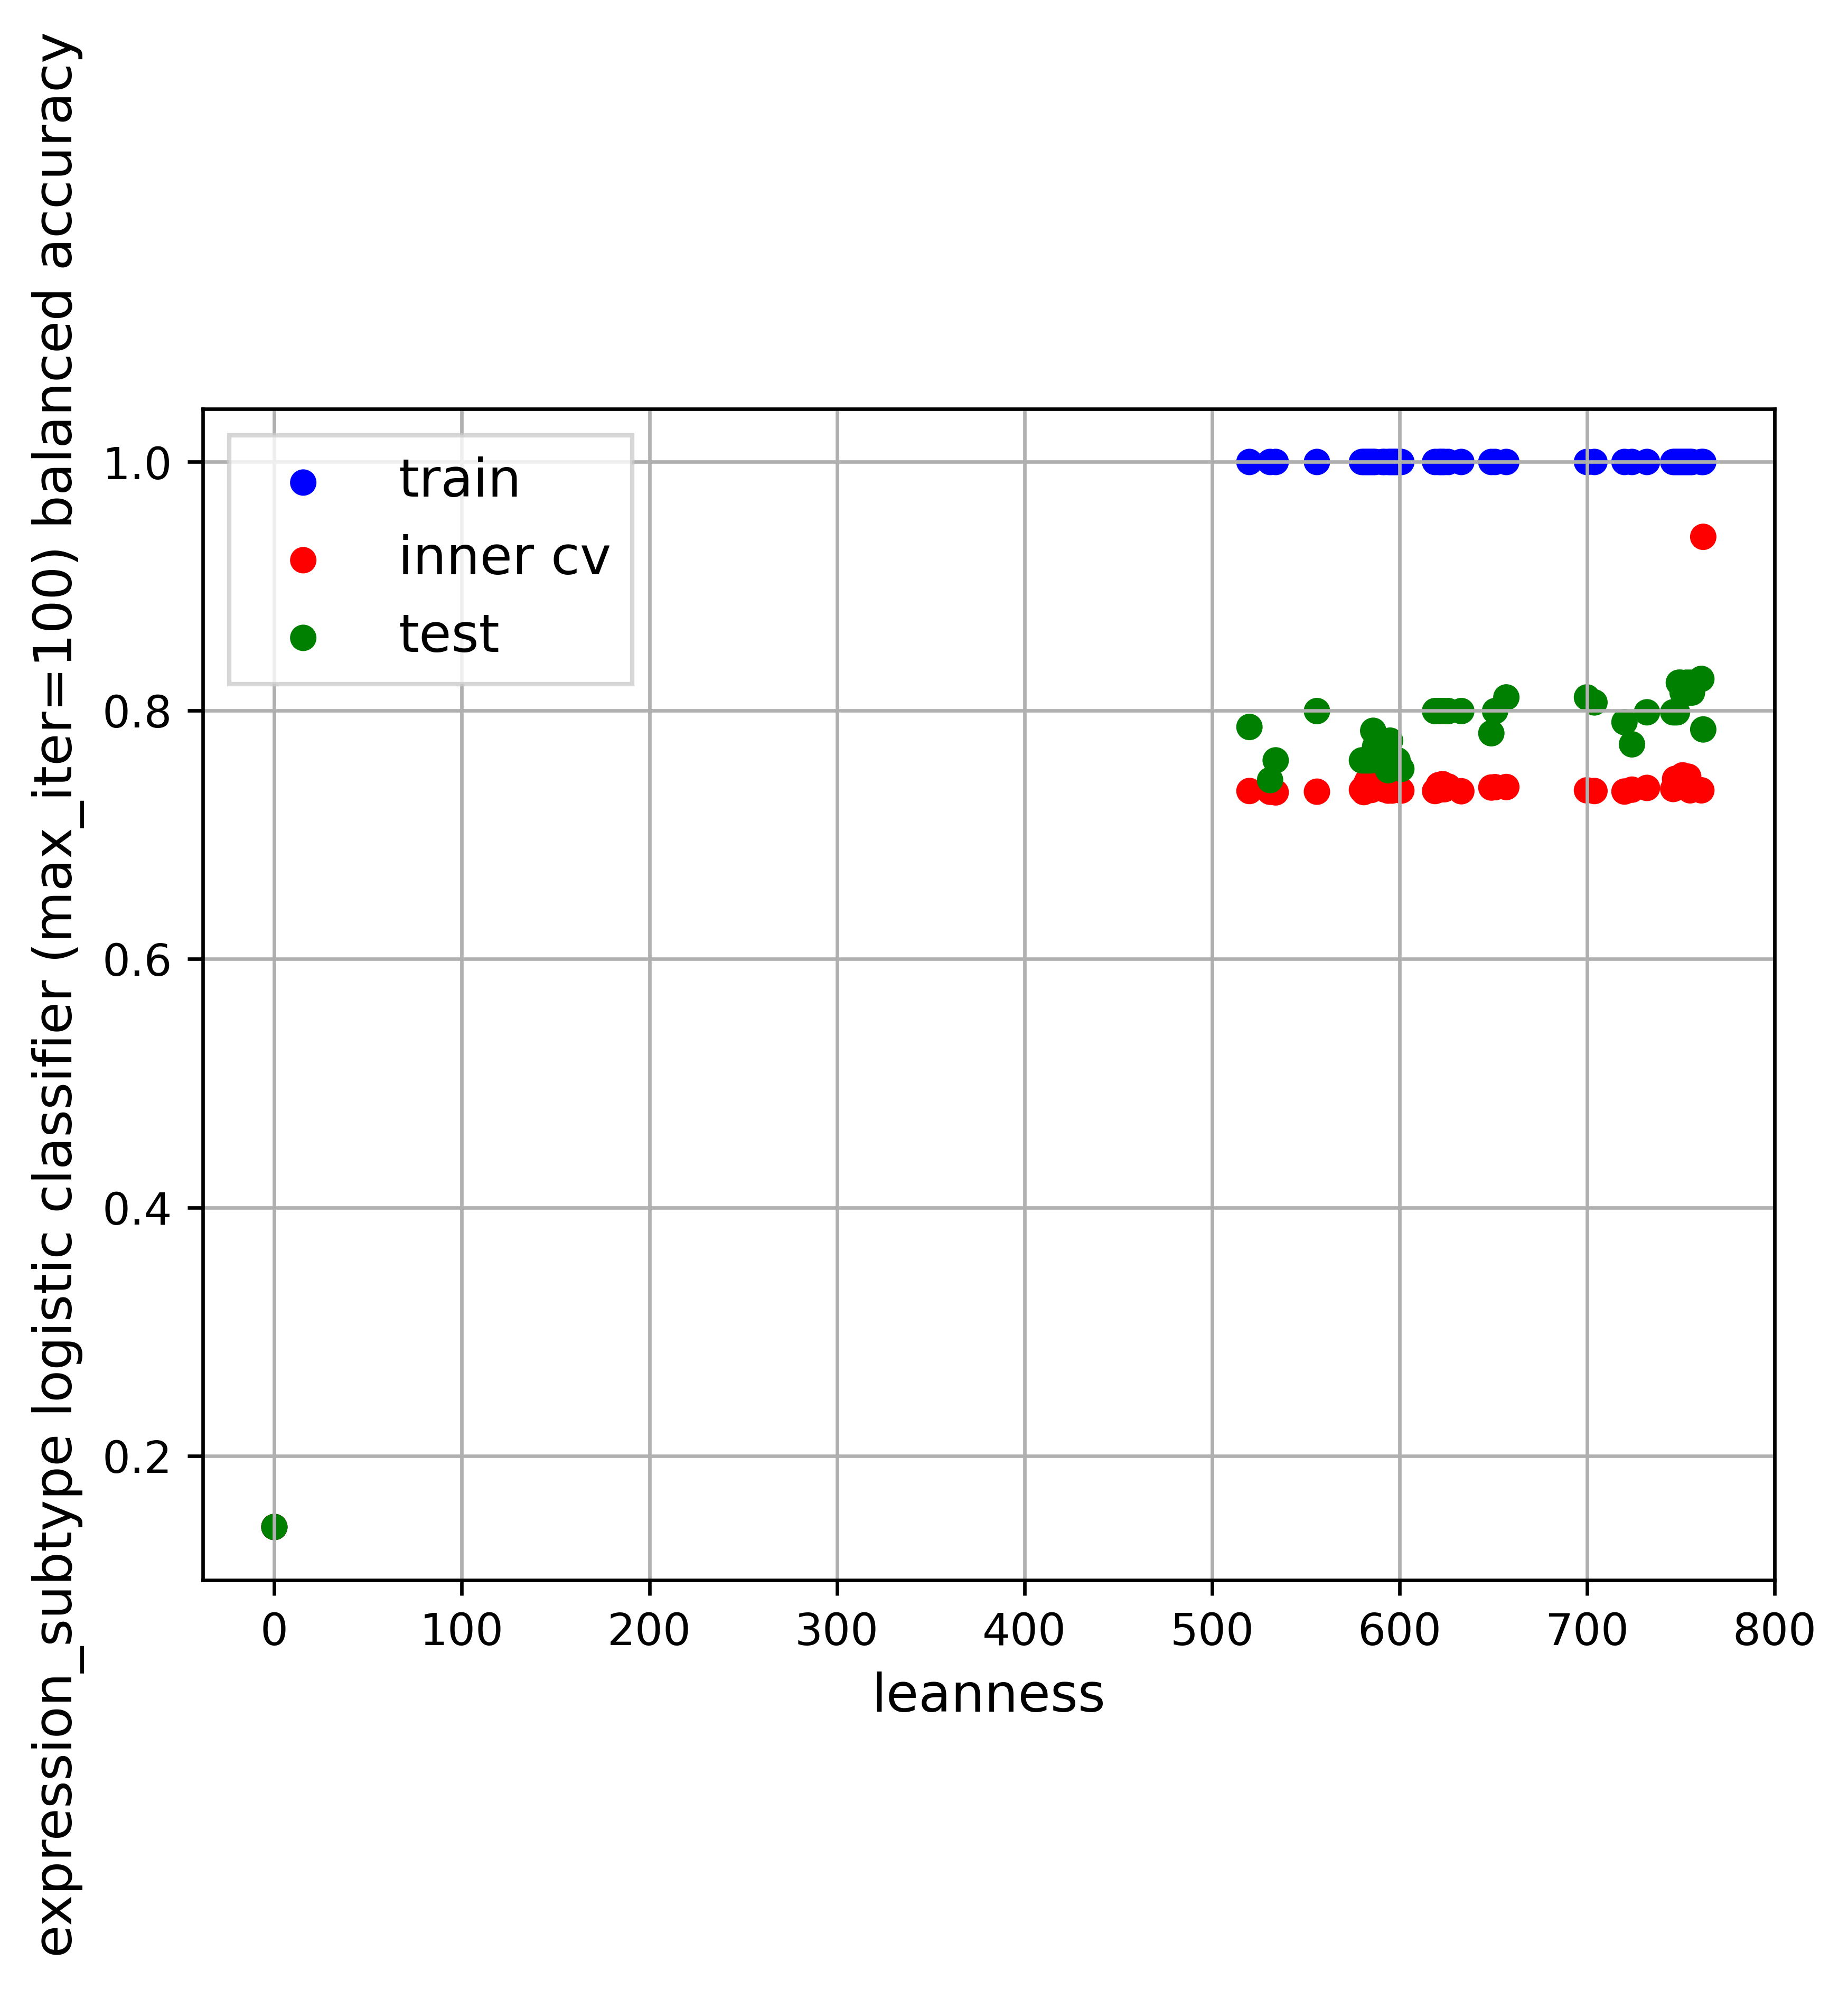 expression_subtype logistic classifier (max_iter=100) balanced accuracy
train
inner cv
test
1.0
0.8
0.6
0.4
0.2
0 100 200 300 400 500 600 700 800
leanness